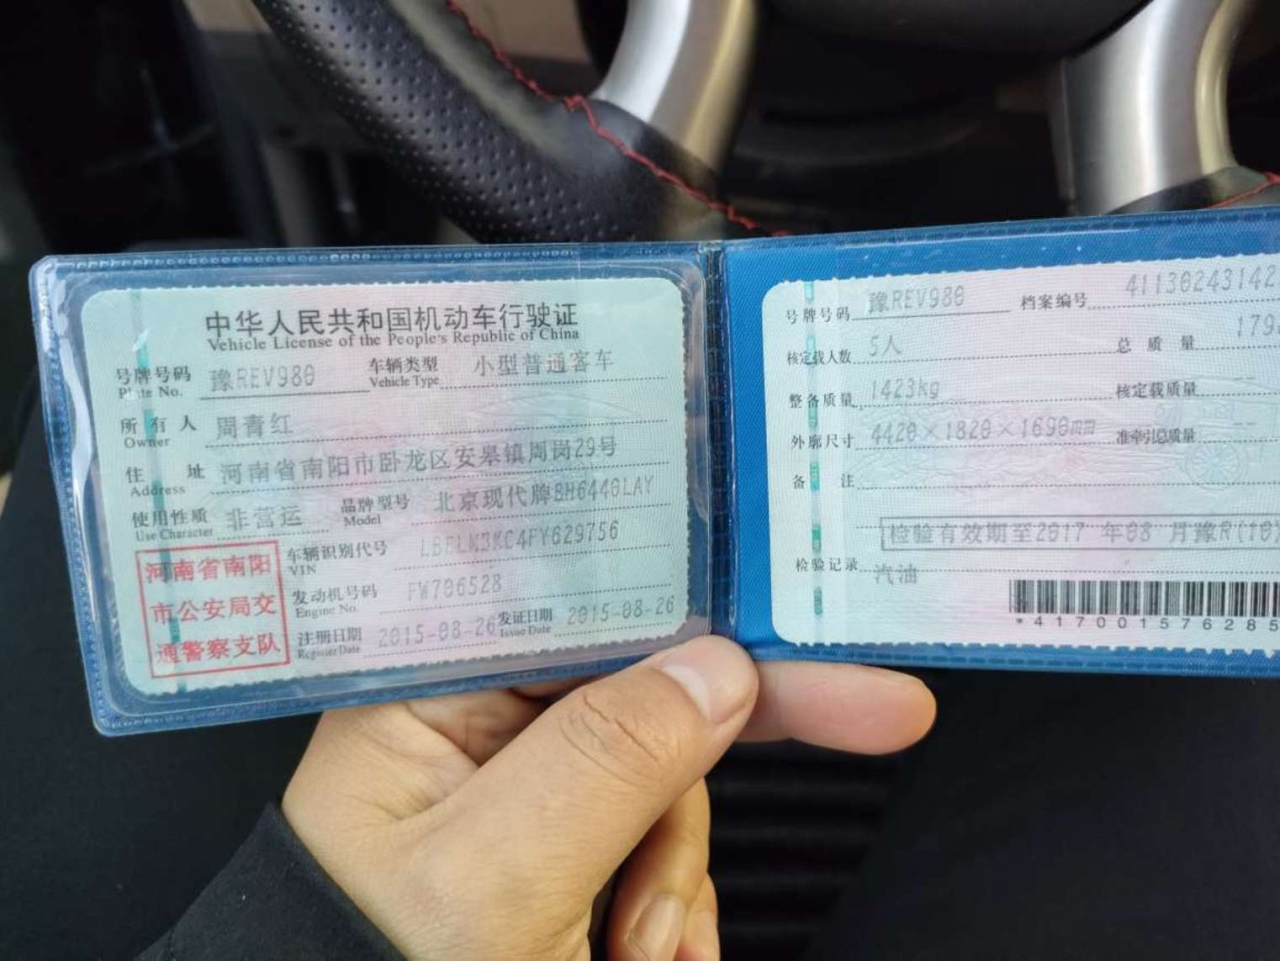 中华人民共和国机动车行驶证
Vehicle License of the People's Republic of China
号牌号码 豫REV980 车辆类型 小型普通客车
Plate No. Vehicle Type
所有人 周青红
Owner
住址 河南省南阳市卧龙区安皋镇周岗29号
Address
使用性质 非营运 品牌型号 北京现代牌BH6440LAY
Use Character Model
车辆识别代号
VIN
发动机号码 FW706528
Engine No.
注册日期 2015-08-26 发证日期 2015-08-26
Register Date Issue Date
河南省南阳
市公安局交
通警察支队
号牌号码 豫REV980 档案编号 41130243142
核定载人数 5人 总质量 179
整备质量 1423kg 核定载质量 --
外廓尺寸 4420×1820×1690mm 准牵引总质量 --
备注
检验有效期至2017 年08 月豫R(10)
检验记录 汽油
*417001576285